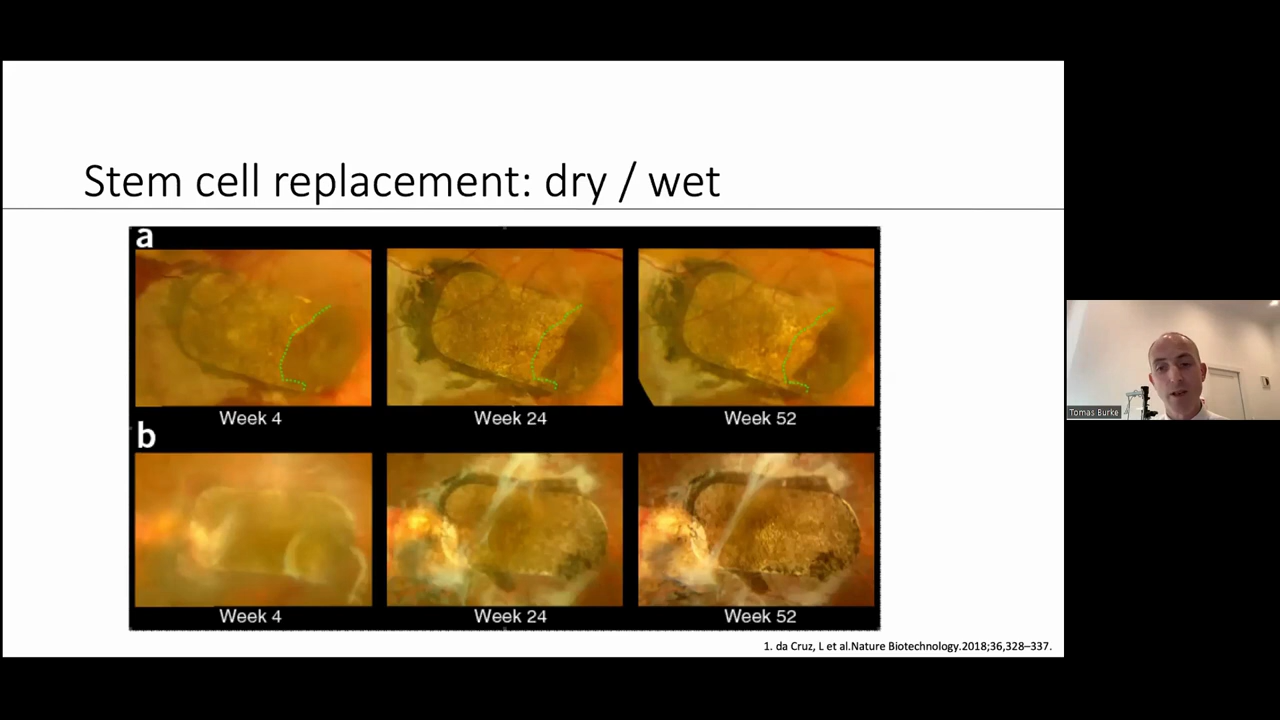 Stem cell replacement: dry / wet
a
Week 4 Week 24 Week 52
b
Week 4 Week 24 Week 52
1. da Cruz, L et al.Nature Biotechnology.2018;36,328–337.
Tomas Burke